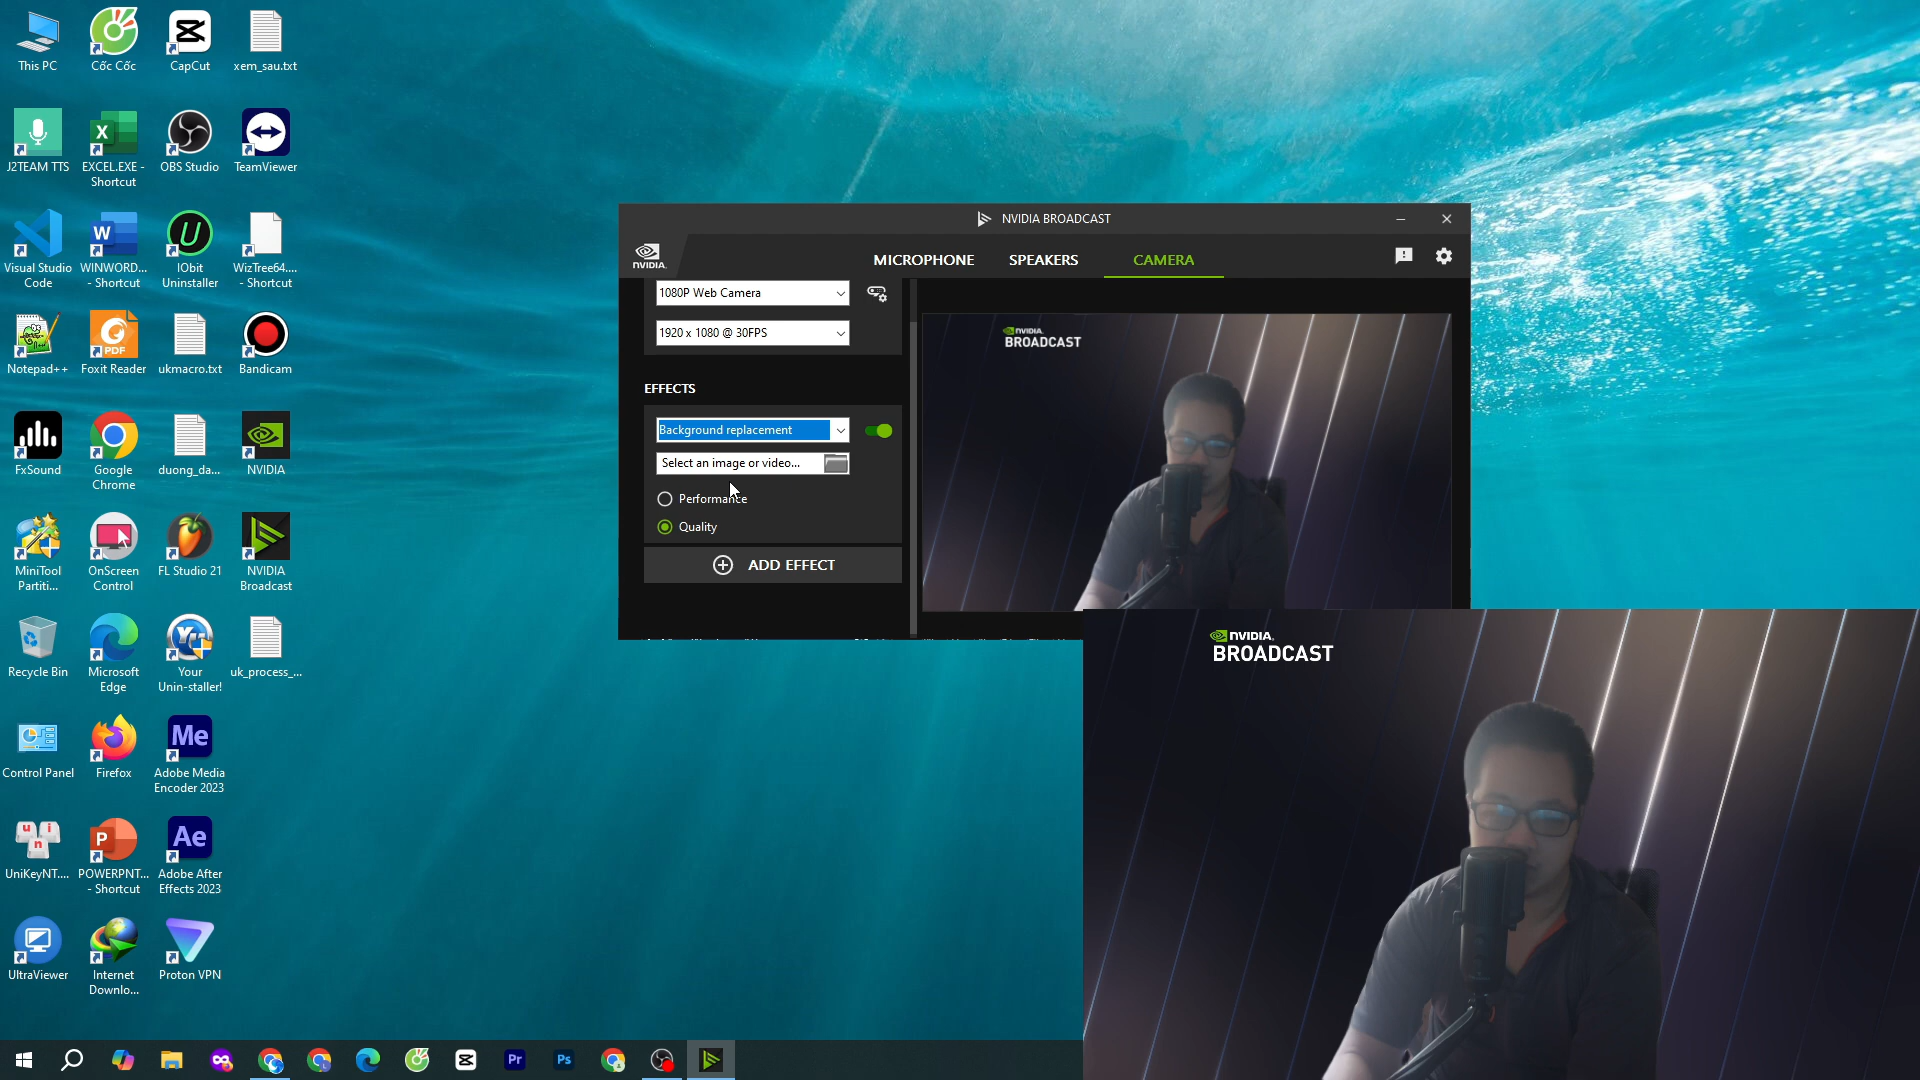 This PC
Cốc Cốc
CapCut
xem_sau.txt
J2TEAM TTS
EXCEL.EXE -
Shortcut
OBS Studio
TeamViewer
Visual Studio
Code
WINWORD...
- Shortcut
IObit
Uninstaller
WizTree64....
- Shortcut
Notepad++
Foxit Reader
ukmacro.txt
Bandicam
FxSound
Google
Chrome
duong_da...
NVIDIA
MiniTool
Partiti...
OnScreen
Control
FL Studio 21
NVIDIA
Broadcast
Recycle Bin
Microsoft
Edge
Your
Unin-staller!
uk_process_...
Control Panel
Firefox
Adobe Media
Encoder 2023
UniKeyNT....
POWERPNT...
- Shortcut
Adobe After
Effects 2023
UltraViewer
Internet
Downlo...
Proton VPN
NVIDIA BROADCAST
NVIDIA.
MICROPHONE
SPEAKERS
CAMERA
1080P Web Camera
1920 x 1080 @ 30FPS
EFFECTS
Background replacement
Select an image or video...
Performance
Quality
ADD EFFECT
NVIDIA.
BROADCAST
NVIDIA.
BROADCAST